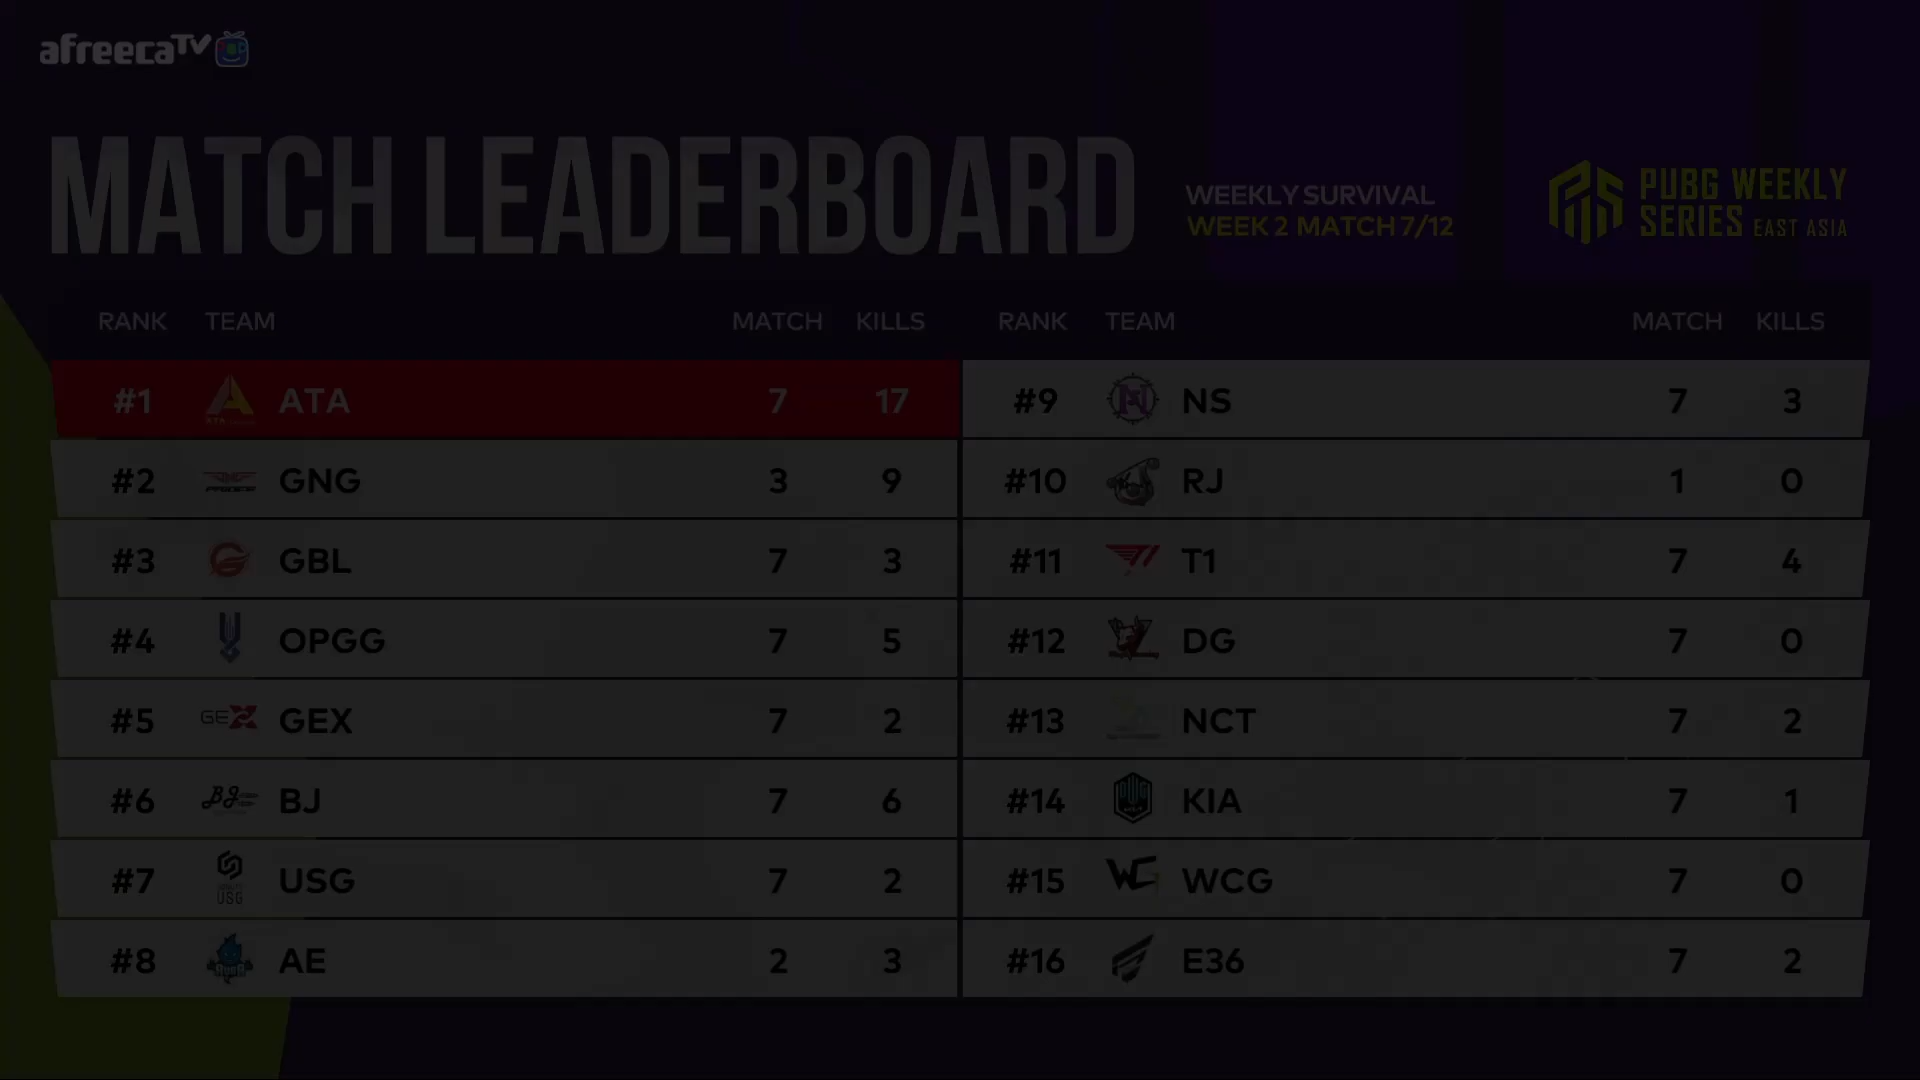 afreecaTV
MATCH LEADERBOARD
WEEKLY SURVIVAL
WEEK 2 MATCH 7/12
PUBG WEEKLY
SERIES EAST ASIA
RANK TEAM MATCH KILLS
#1 ATA 7 17
#2 GNG 3 9
#3 GBL 7 3
#4 OPGG 7 5
#5 GEX 7 2
#6 BJ 7 6
#7 USG 7 2
#8 AE 2 3
RANK TEAM MATCH KILLS
#9 NS 7 3
#10 RJ 1 0
#11 T1 7 4
#12 DG 7 0
#13 NCT 7 2
#14 KIA 7 1
#15 WCG 7 0
#16 E36 7 2